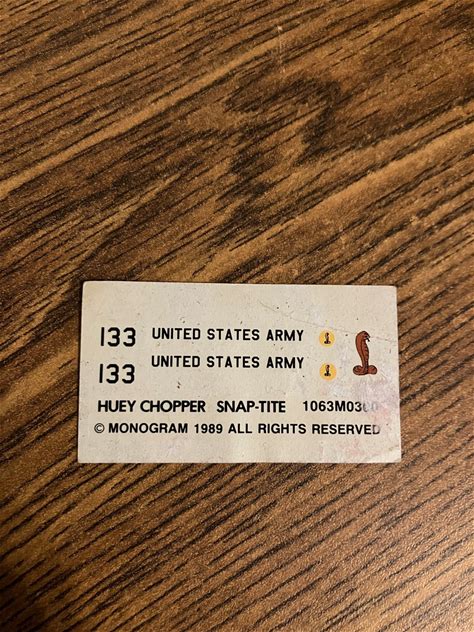 133 UNITED STATES ARMY
133 UNITED STATES ARMY
HUEY CHOPPER SNAP-TITE
© MONOGRAM 1989 ALL RIGHTS RESERVED